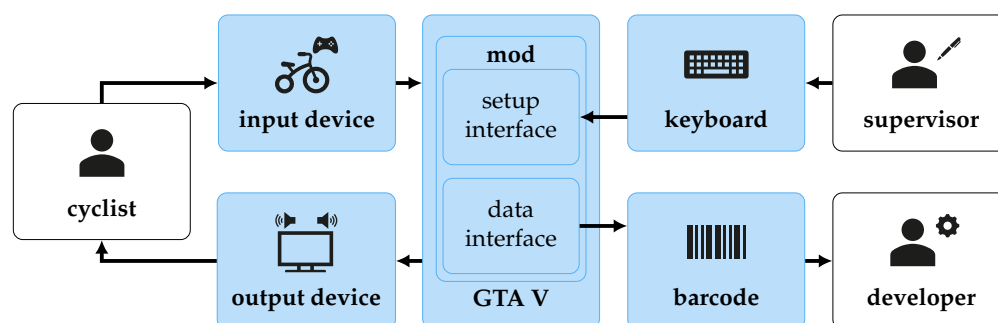 cyclist
input device
output device
mod
setup
interface
data
interface
GTA V
keyboard
barcode
supervisor
developer